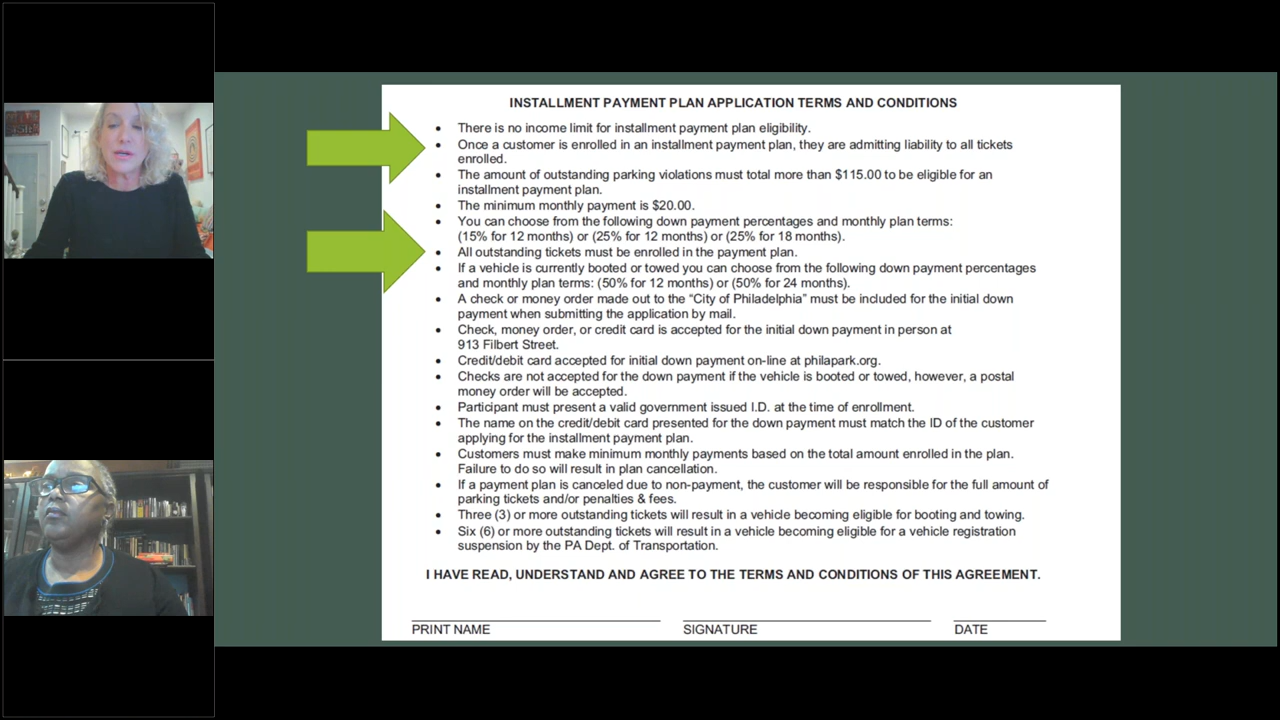 INSTALLMENT PAYMENT PLAN APPLICATION TERMS AND CONDITIONS
• There is no income limit for installment payment plan eligibility.
• Once a customer is enrolled in an installment payment plan, they are admitting liability to all tickets
enrolled.
• The amount of outstanding parking violations must total more than $115.00 to be eligible for an
installment payment plan.
• The minimum monthly payment is $20.00.
• You can choose from the following down payment percentages and monthly plan terms:
(15% for 12 months) or (25% for 12 months) or (25% for 18 months).
• All outstanding tickets must be enrolled in the payment plan.
• If a vehicle is currently booted or towed you can choose from the following down payment percentages
and monthly plan terms: (50% for 12 months) or (50% for 24 months).
• A check or money order made out to the “City of Philadelphia” must be included for the initial down
payment when submitting the application by mail.
• Check, money order, or credit card is accepted for the initial down payment in person at
913 Filbert Street.
• Credit/debit card accepted for initial down payment on-line at philapark.org.
• Checks are not accepted for the down payment if the vehicle is booted or towed, however, a postal
money order will be accepted.
• Participant must present a valid government issued I.D. at the time of enrollment.
• The name on the credit/debit card presented for the down payment must match the ID of the customer
applying for the installment payment plan.
• Customers must make minimum monthly payments based on the total amount enrolled in the plan.
Failure to do so will result in plan cancellation.
• If a payment plan is canceled due to non-payment, the customer will be responsible for the full amount of
parking tickets and/or penalties & fees.
• Three (3) or more outstanding tickets will result in a vehicle becoming eligible for booting and towing.
• Six (6) or more outstanding tickets will result in a vehicle becoming eligible for a vehicle registration
suspension by the PA Dept. of Transportation.
I HAVE READ, UNDERSTAND AND AGREE TO THE TERMS AND CONDITIONS OF THIS AGREEMENT.
PRINT NAME
SIGNATURE
DATE